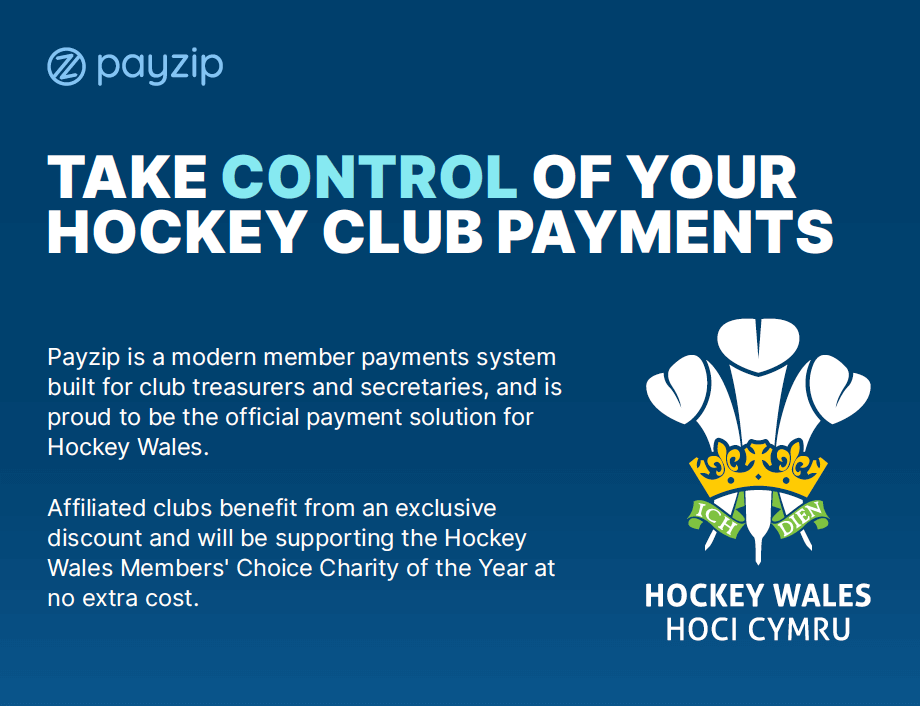 payzip
TAKE CONTROL OF YOUR
HOCKEY CLUB PAYMENTS
Payzip is a modern member payments system
built for club treasurers and secretaries, and is
proud to be the official payment solution for
Hockey Wales.
Affiliated clubs benefit from an exclusive
discount and will be supporting the Hockey
Wales Members' Choice Charity of the Year at
no extra cost.
ICH DIEN
HOCKEY WALES
HOCI CYMRU